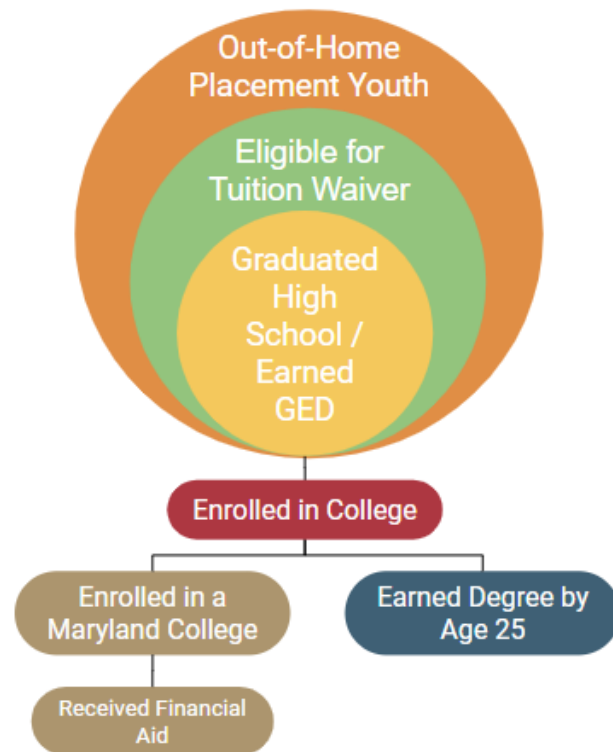 Out-of-Home
Placement Youth
Eligible for
Tuition Waiver
Graduated
High
School /
Earned
GED
Enrolled in College
Enrolled in a
Maryland College
Earned Degree by
Age 25
Received Financial
Aid